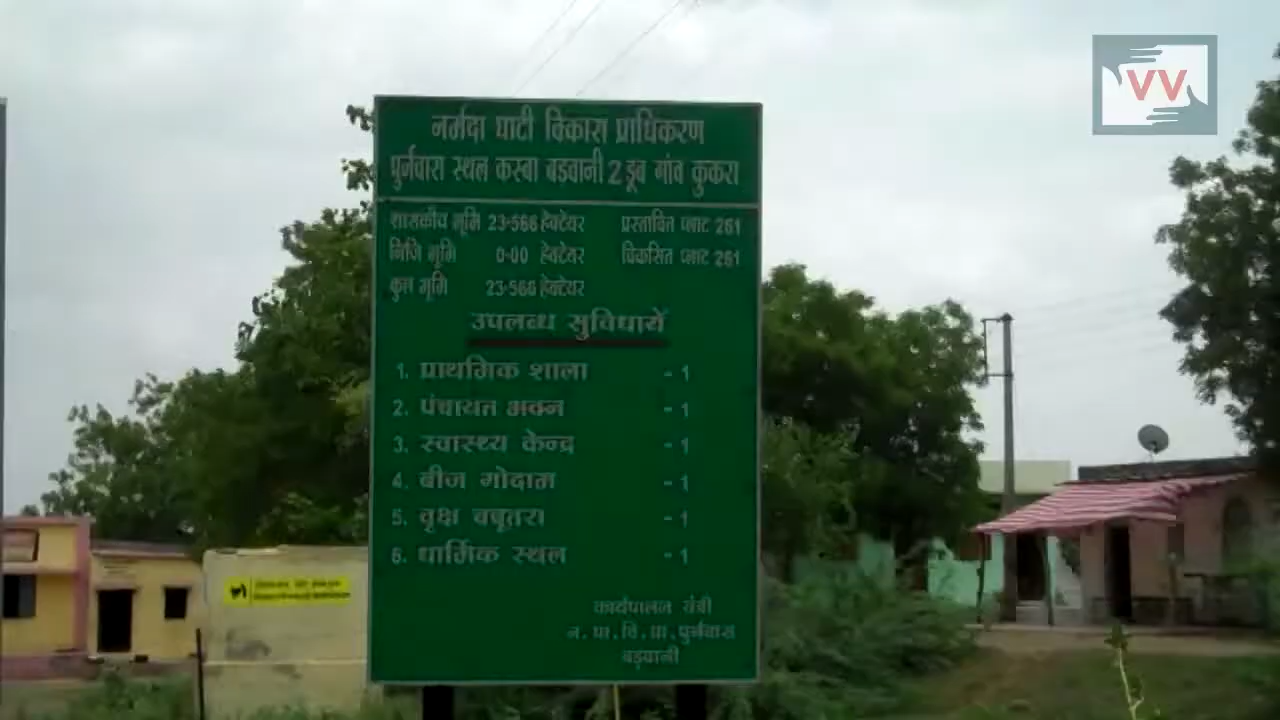 VV
नर्मदा घाटी विकास प्राधिकरण
पुर्नवास स्थल कस्बा बड़वानी 2 डूब गांव कुकरा
शासकीय भूमि 23-566 हेक्टेयर प्रस्तावित प्लाट 261
निजि भूमि 0-00 हेक्टेयर विकसित प्लाट 261
कुल भूमि 23-566 हेक्टेयर
उपलब्ध सुविधायें
1. प्राथमिक शाला - 1
2. पंचायत भवन - 1
3. स्वास्थ्य केन्द्र - 1
4. बीज गोदाम - 1
5. वृक्ष चबूतरा - 1
6. धार्मिक स्थल - 1
कार्यपालन यंत्री
न.घा.वि.प्रा.पुर्नवास
बड़वानी